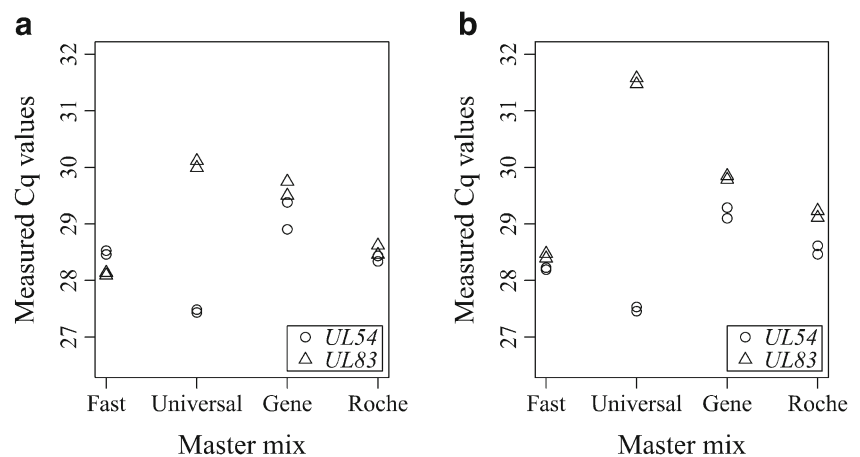 a
32
31
30
29
28
27
Measured Cq values
Fast Universal Gene Roche
Master mix
UL54
UL83
b
32
31
30
29
28
27
Measured Cq values
Fast Universal Gene Roche
Master mix
UL54
UL83